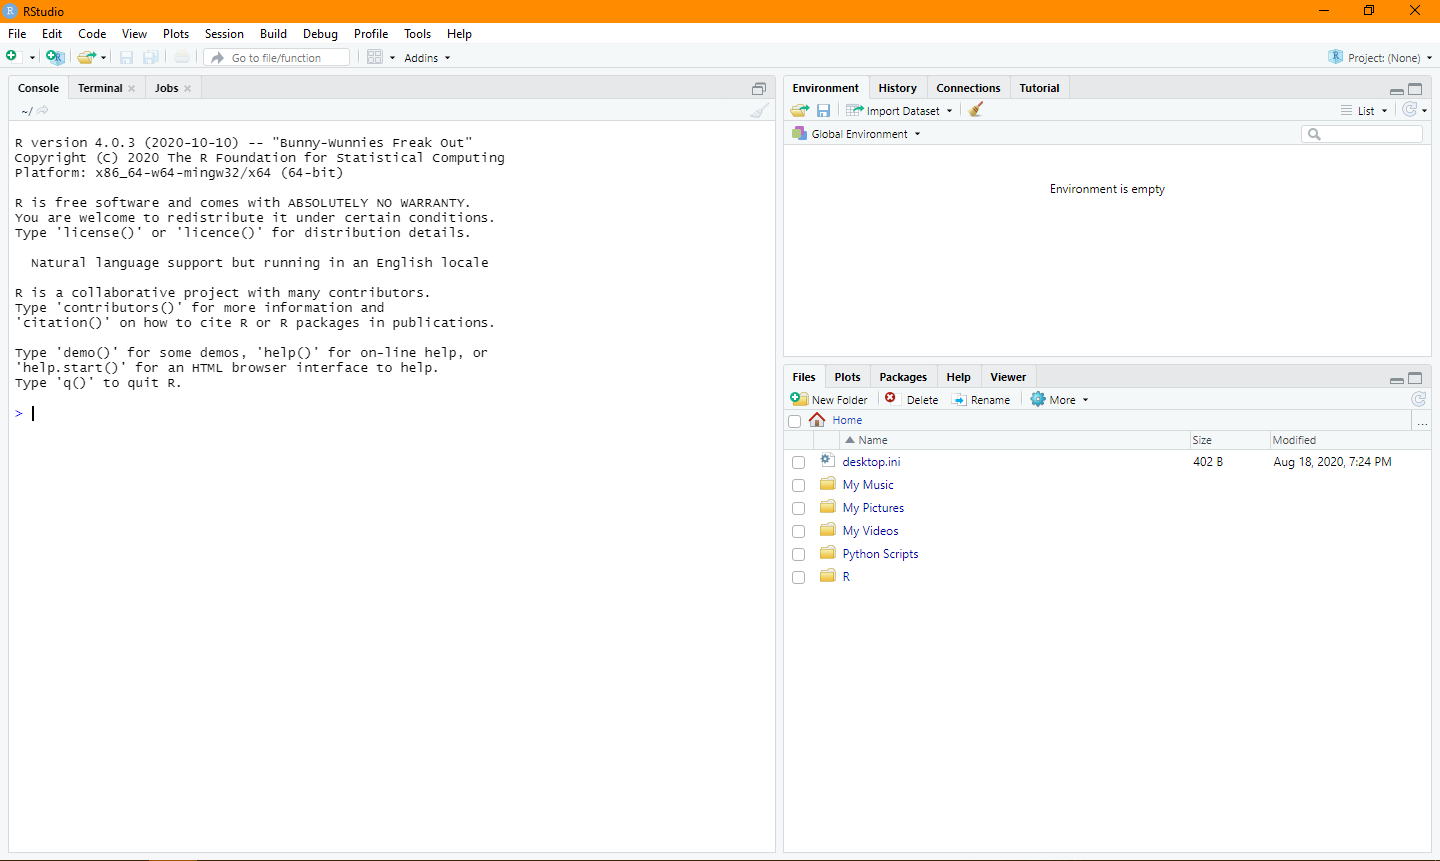 RStudio
File Edit Code View Plots Session Build Debug Profile Tools Help
Go to file/function Addins Project: (None)
Console Terminal Jobs
~/
R version 4.0.3 (2020-10-10) -- "Bunny-Wunnies Freak Out"
Copyright (C) 2020 The R Foundation for Statistical Computing
Platform: x86_64-w64-mingw32/x64 (64-bit)
R is free software and comes with ABSOLUTELY NO WARRANTY.
You are welcome to redistribute it under certain conditions.
Type 'license()' or 'licence()' for distribution details.
Natural language support but running in an English locale
R is a collaborative project with many contributors.
Type 'contributors()' for more information and
'citation()' on how to cite R or R packages in publications.
Type 'demo()' for some demos, 'help()' for on-line help, or
'help.start()' for an HTML browser interface to help.
Type 'q()' to quit R.
>
Environment History Connections Tutorial
Import Dataset List
Global Environment
Environment is empty
Files Plots Packages Help Viewer
New Folder Delete Rename More
Home ...
Name Size Modified
desktop.ini 402 B Aug 18, 2020, 7:24 PM
My Music
My Pictures
My Videos
Python Scripts
R